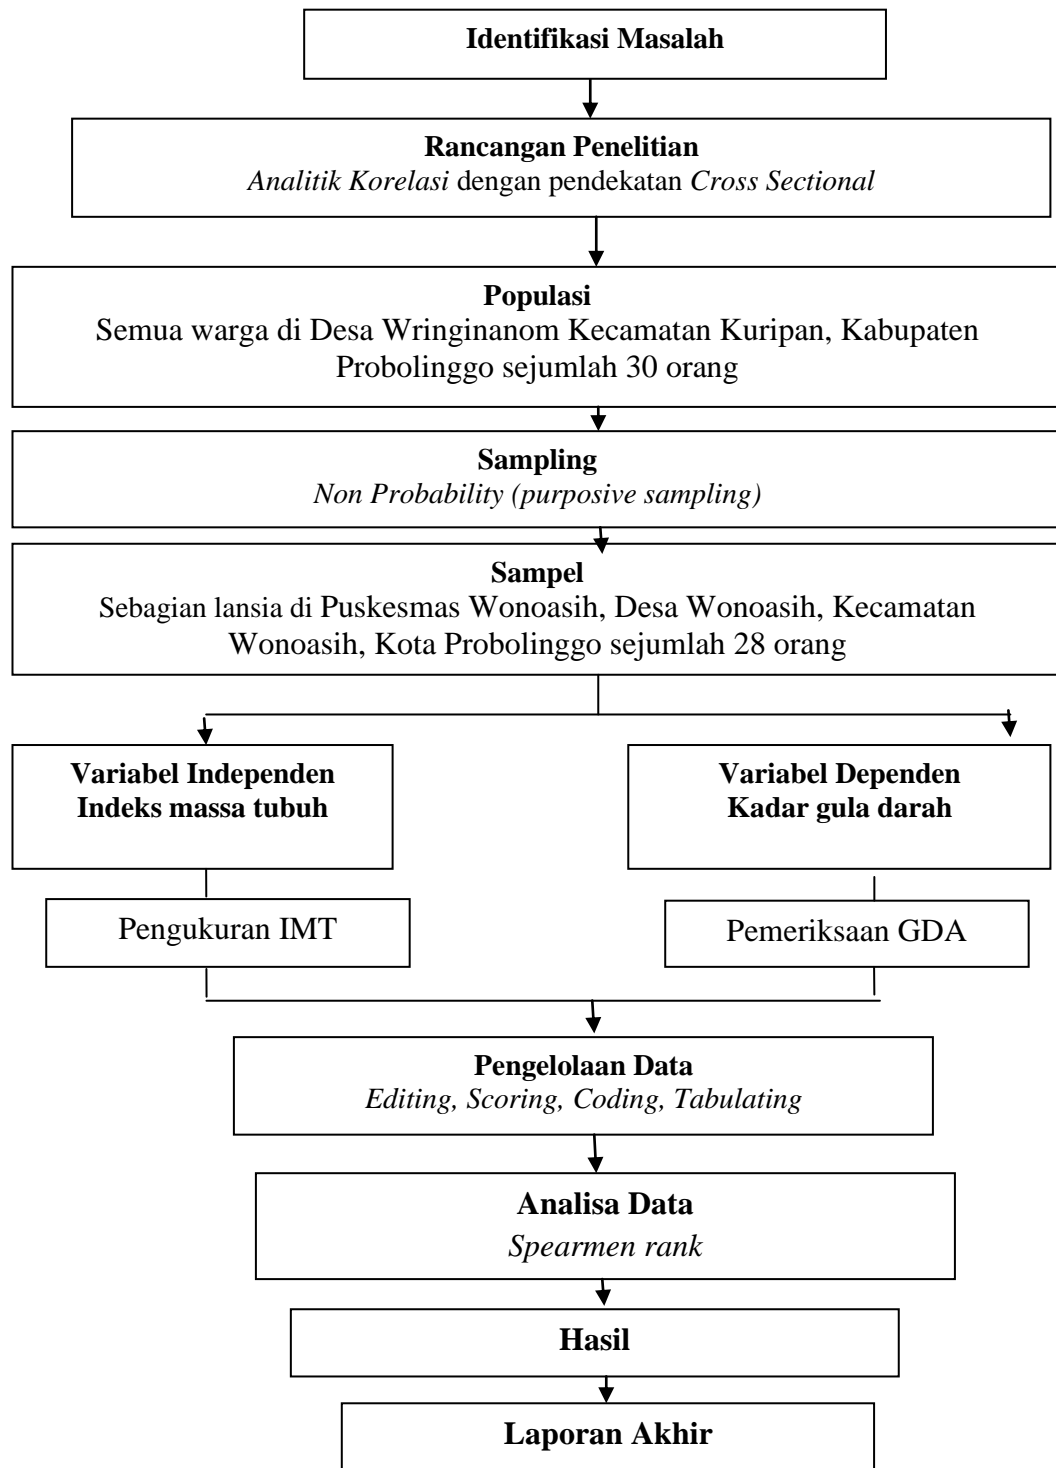 Identifikasi Masalah
Rancangan Penelitian
Analitik Korelasi dengan pendekatan Cross Sectional
Populasi
Semua warga di Desa Wringinanom Kecamatan Kuripan, Kabupaten
Probolinggo sejumlah 30 orang
Sampling
Non Probability (purposive sampling)
Sampel
Sebagian lansia di Puskesmas Wonoasih, Desa Wonoasih, Kecamatan
Wonoasih, Kota Probolinggo sejumlah 28 orang
Variabel Independen
Indeks massa tubuh
Variabel Dependen
Kadar gula darah
Pengukuran IMT
Pemeriksaan GDA
Pengelolaan Data
Editing, Scoring, Coding, Tabulating
Analisa Data
Spearmen rank
Hasil
Laporan Akhir